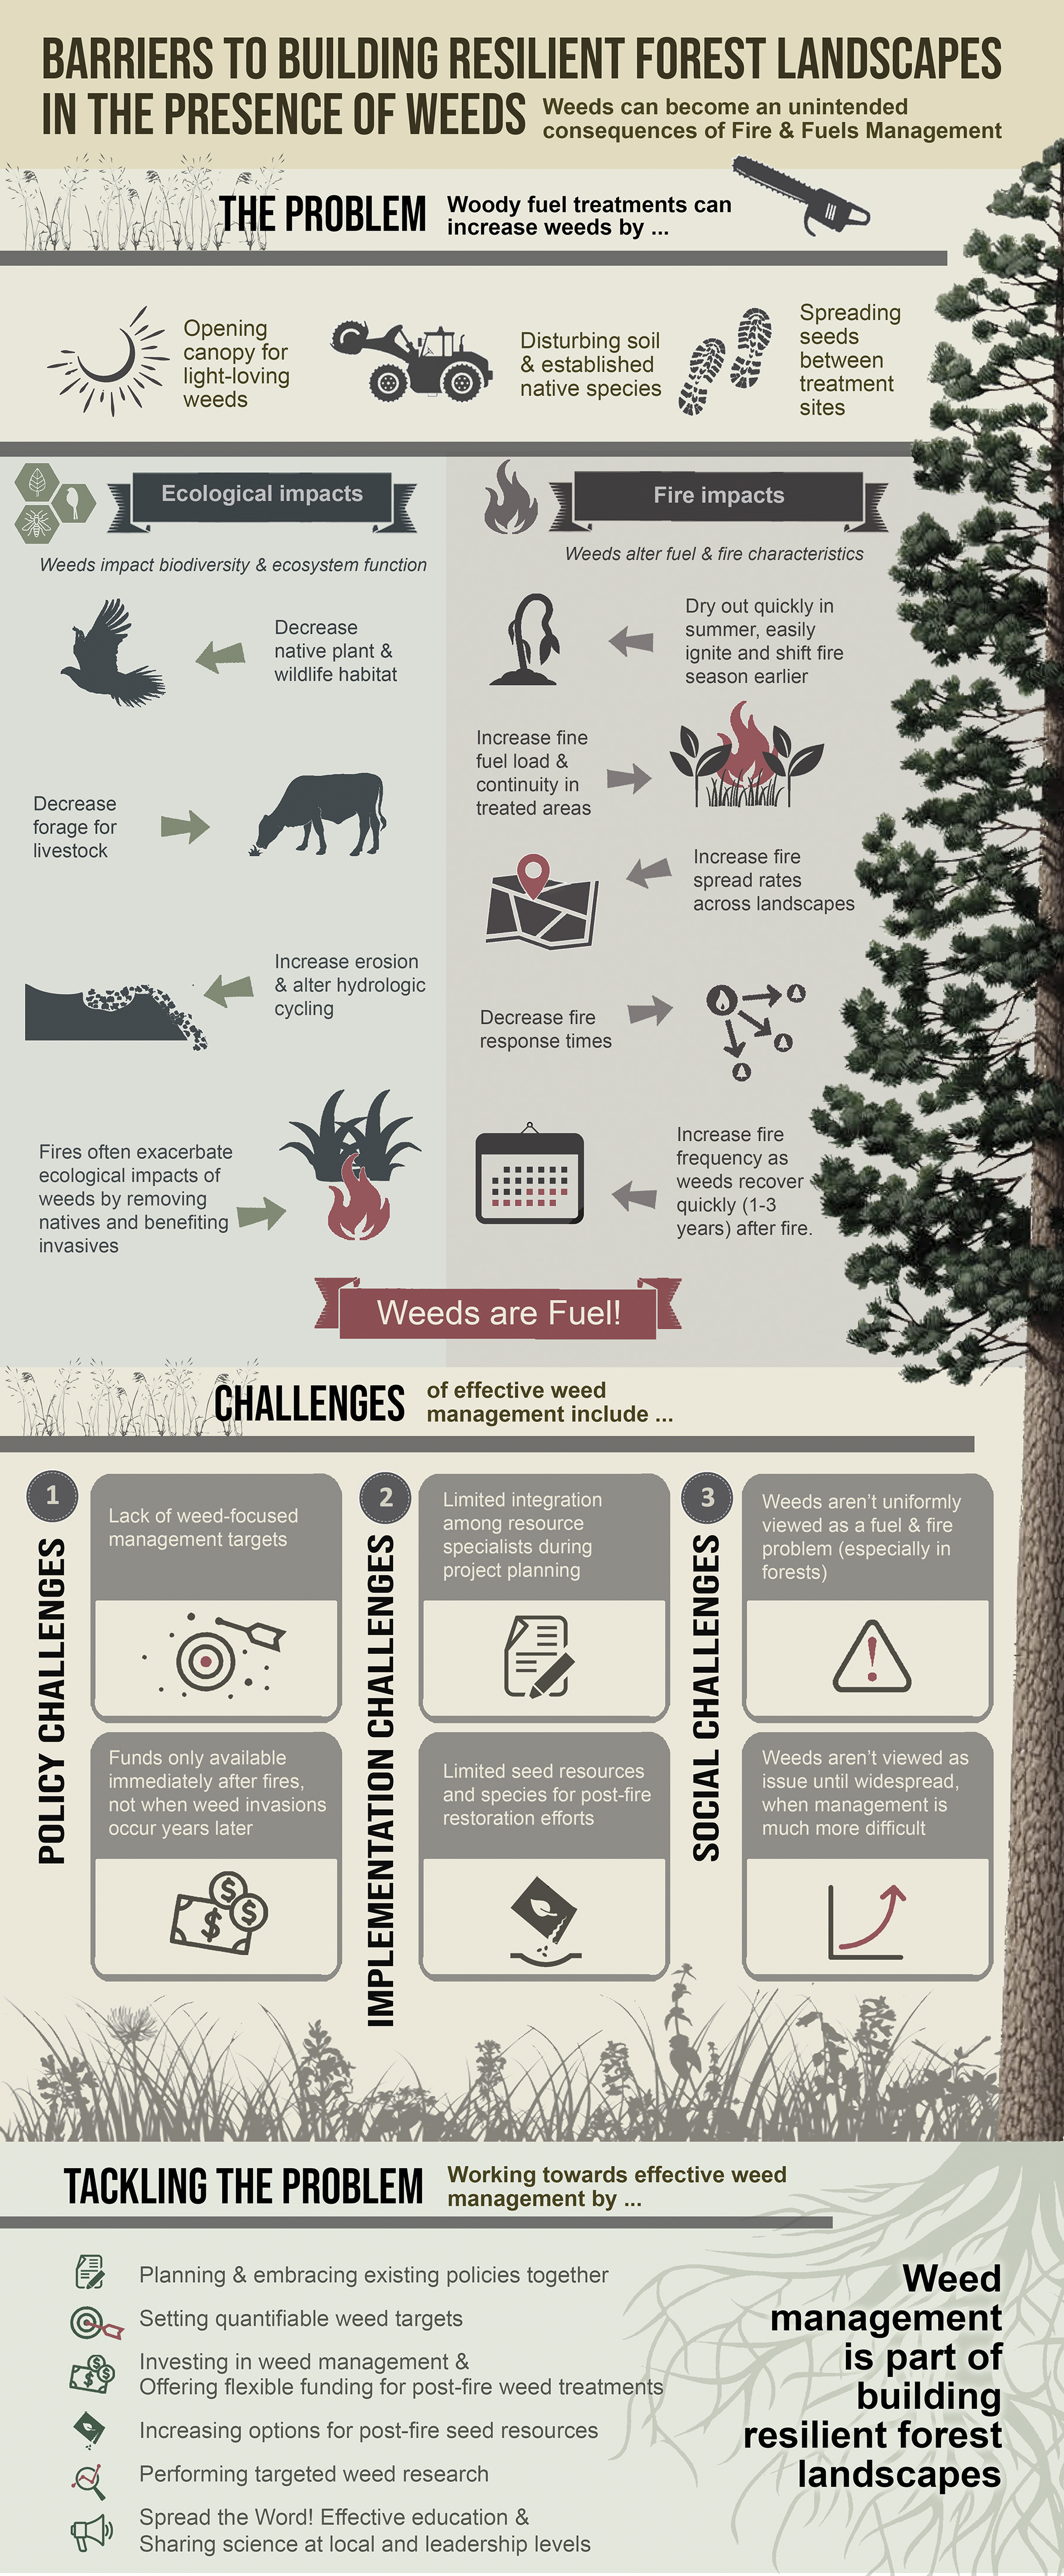 BARRIERS TO BUILDING RESILIENT FOREST LANDSCAPES
IN THE PRESENCE OF WEEDS
Weeds can become an unintended
consequences of Fire & Fuels Management
THE PROBLEM
Woody fuel treatments can
increase weeds by ...
Opening
canopy for
light-loving
weeds
Disturbing soil
& established
native species
Spreading
seeds
between
treatment
sites
Ecological impacts
Weeds impact biodiversity & ecosystem function
Decrease
native plant &
wildlife habitat
Decrease
forage for
livestock
Increase erosion
& alter hydrologic
cycling
Fires often exacerbate
ecological impacts of
weeds by removing
natives and benefiting
invasives
Fire impacts
Weeds alter fuel & fire characteristics
Dry out quickly in
summer, easily
ignite and shift fire
season earlier
Increase fine
fuel load &
continuity in
treated areas
Increase fire
spread rates
across landscapes
Decrease fire
response times
Increase fire
frequency as
weeds recover
quickly (1-3
years) after fire.
Weeds are Fuel!
CHALLENGES
of effective weed
management include ...
1
POLICY CHALLENGES
Lack of weed-focused
management targets
Funds only available
immediately after fires,
not when weed invasions
occur years later
$
$
$
2
IMPLEMENTATION CHALLENGES
Limited integration
among resource
specialists during
project planning
Limited seed resources
and species for post-fire
restoration efforts
3
SOCIAL CHALLENGES
Weeds aren't uniformly
viewed as a fuel & fire
problem (especially in
forests)
!
Weeds aren't viewed as
issue until widespread,
when management is
much more difficult
TACKLING THE PROBLEM
Working towards effective weed
management by ...
Planning & embracing existing policies together
Setting quantifiable weed targets
$
$
$
Investing in weed management &
Offering flexible funding for post-fire weed treatments
Increasing options for post-fire seed resources
Performing targeted weed research
Spread the Word! Effective education &
Sharing science at local and leadership levels
Weed
management
is part of
building
resilient forest
landscapes